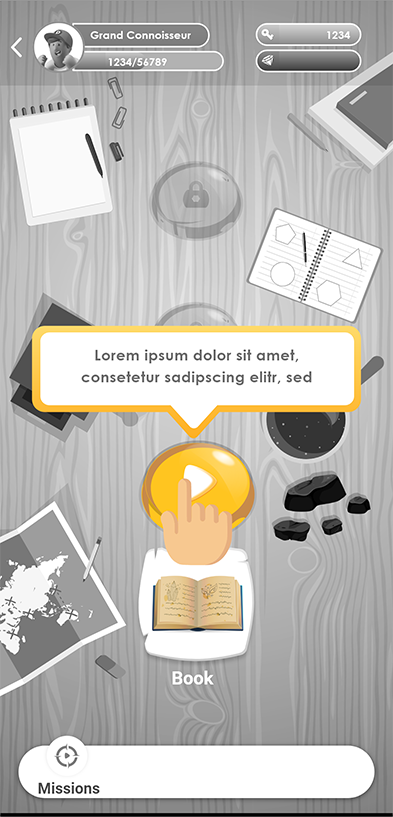 Grand Connoisseur
1234
1234/56789
Lorem ipsum dolor sit amet,
consetetur sadipscing elitr, sed
Book
Missions